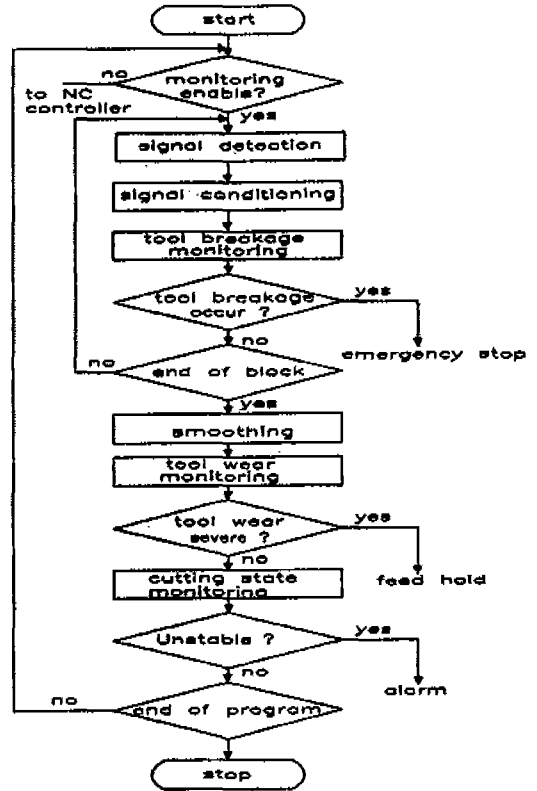 start
no
monitoring
enable?
to NC
controller
yes
signal detection
signal conditioning
tool breakage
monitoring
tool breakage
occur ?
yes
no
emergency stop
no
end of block
yes
smoothing
tool wear
monitoring
tool wear
severe ?
yes
no
feed hold
cutting state
monitoring
Unstable ?
yes
no
alarm
no
end of program
stop